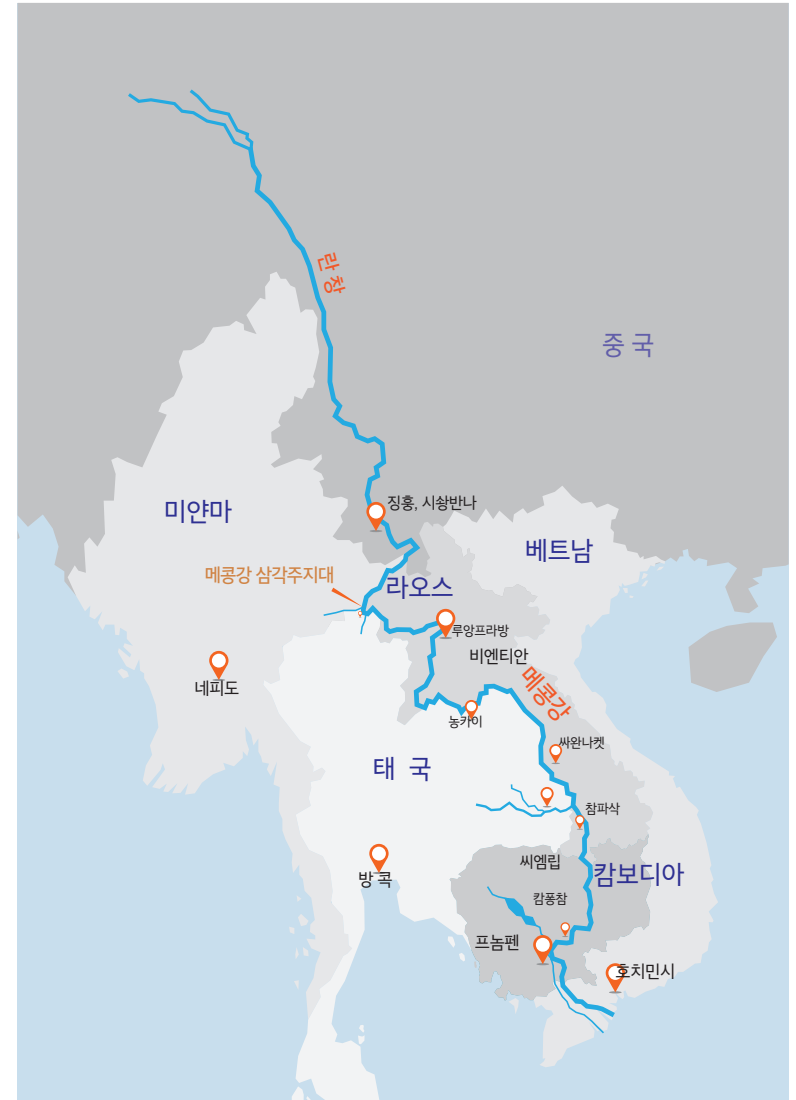 란 창
중 국
징홍, 시솽반나
미얀마
베트남
메콩강 삼각주지대
라오스
루앙프라방
비엔티안
네피도
메콩강
농카이
싸완나켓
태 국
참파삭
씨엠립
캄보디아
방 콕
캄퐁참
프놈펜
호치민시